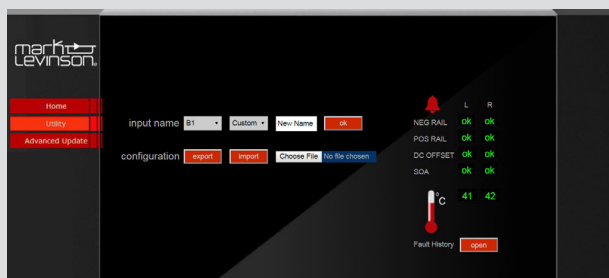 mark
Levinson®
Home
Utility
Advanced Update
input name B1 Custom New Name ok
configuration export import Choose File No file chosen
L R
NEG RAIL ok ok
POS RAIL ok ok
DC OFFSET ok ok
SOA ok ok
°C 41 42
Fault History open